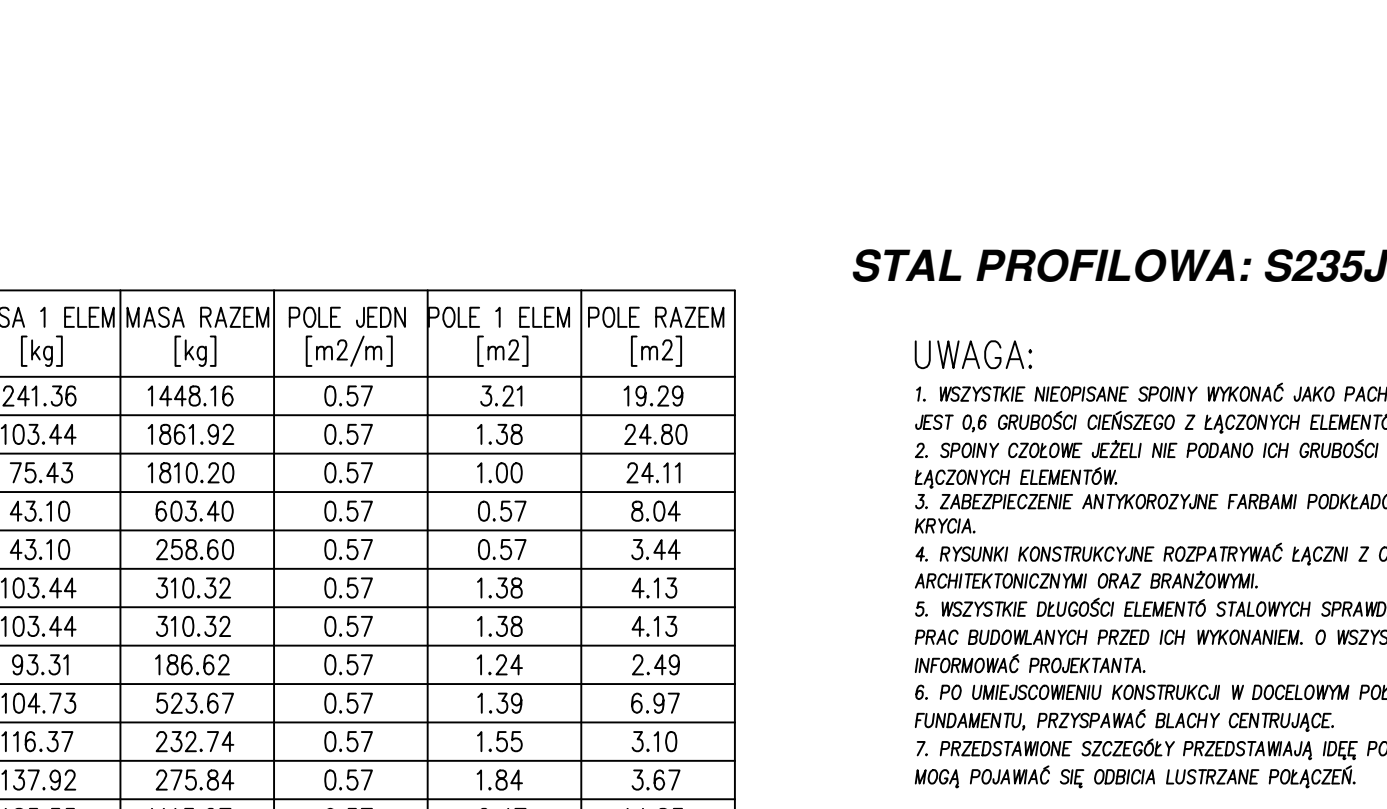 STAL PROFILOWA: S235J
SA 1 ELEM MASA RAZEM POLE JEDN POLE 1 ELEM POLE RAZEM
[kg] [kg] [m2/m] [m2] [m2]
241.36 1448.16 0.57 3.21 19.29
103.44 1861.92 0.57 1.38 24.80
75.43 1810.20 0.57 1.00 24.11
43.10 603.40 0.57 0.57 8.04
43.10 258.60 0.57 0.57 3.44
103.44 310.32 0.57 1.38 4.13
103.44 310.32 0.57 1.38 4.13
93.31 186.62 0.57 1.24 2.49
104.73 523.67 0.57 1.39 6.97
116.37 232.74 0.57 1.55 3.10
137.92 275.84 0.57 1.84 3.67
UWAGA:
1. WSZYSTKIE NIEOPISANE SPOINY WYKONAĆ JAKO PACH
JEST 0,6 GRUBOŚCI CIEŃSZEGO Z ŁĄCZONYCH ELEMENTÓ
2. SPOINY CZOŁOWE JEŻELI NIE PODANO ICH GRUBOŚCI
ŁĄCZONYCH ELEMENTÓW.
3. ZABEZPIECZENIE ANTYKOROZYJNE FARBAMI PODKŁADO
KRYCIA.
4. RYSUNKI KONSTRUKCYJNE ROZPATRYWAĆ ŁĄCZNI Z O
ARCHITEKTONICZNYMI ORAZ BRANŻOWYMI.
5. WSZYSTKIE DŁUGOŚCI ELEMENTÓ STALOWYCH SPRAWD
PRAC BUDOWLANYCH PRZED ICH WYKONANIEM. O WSZYS
INFORMOWAĆ PROJEKTANTA.
6. PO UMIEJSCOWIENIU KONSTRUKCJI W DOCELOWYM POŁ
FUNDAMENTU, PRZYSPAWAĆ BLACHY CENTRUJĄCE.
7. PRZEDSTAWIONE SZCZEGÓŁY PRZEDSTAWIAJĄ IDEĘ PO
MOGĄ POJAWIAĆ SIĘ ODBICIA LUSTRZANE POŁĄCZEŃ.